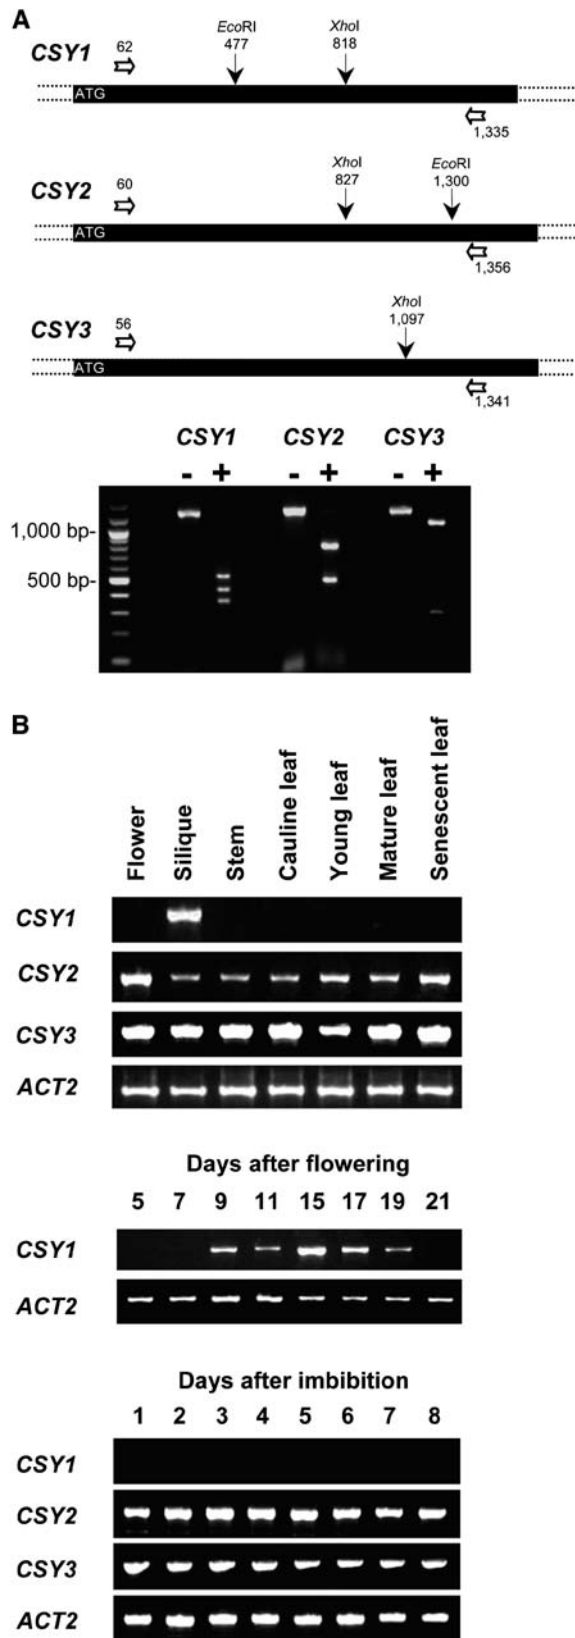 A
CSY1
62
EcoRI
477
XhoI
818
ATG
1,335
CSY2
60
XhoI
827
EcoRI
1,300
ATG
1,356
CSY3
56
XhoI
1,097
ATG
1,341
CSY1 CSY2 CSY3
- + - + - +
1,000 bp-
500 bp-
B
Flower Silique Stem Cauline leaf Young leaf Mature leaf Senescent leaf
CSY1
CSY2
CSY3
ACT2
Days after flowering
5 7 9 11 15 17 19 21
CSY1
ACT2
Days after imbibition
1 2 3 4 5 6 7 8
CSY1
CSY2
CSY3
ACT2